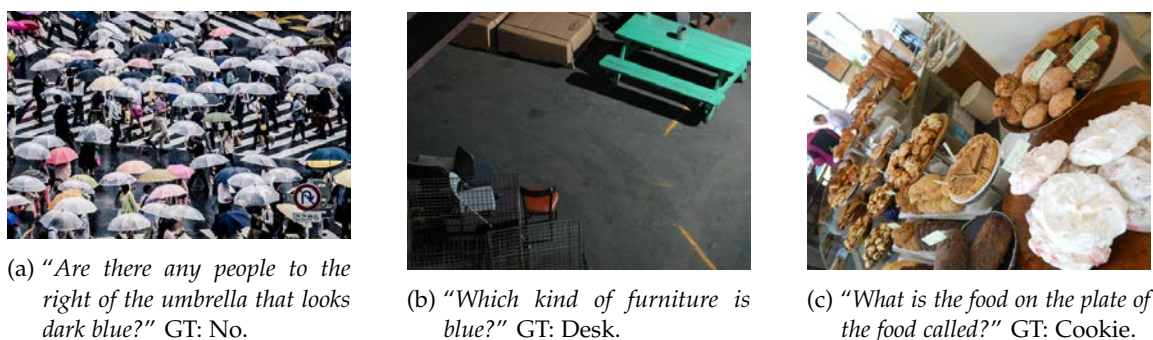 (a) “Are there any people to the
right of the umbrella that looks
dark blue?” GT: No.
(b) “Which kind of furniture is
blue?” GT: Desk.
(c) “What is the food on the plate of
the food called?” GT: Cookie.